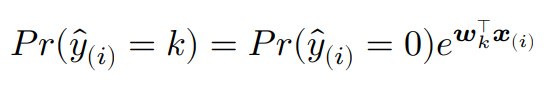 Pr(ŷ₍ᵢ₎ = k) = Pr(ŷ₍ᵢ₎ = 0)e^{𝒘ₖ^⊤ 𝒙₍ᵢ₎}